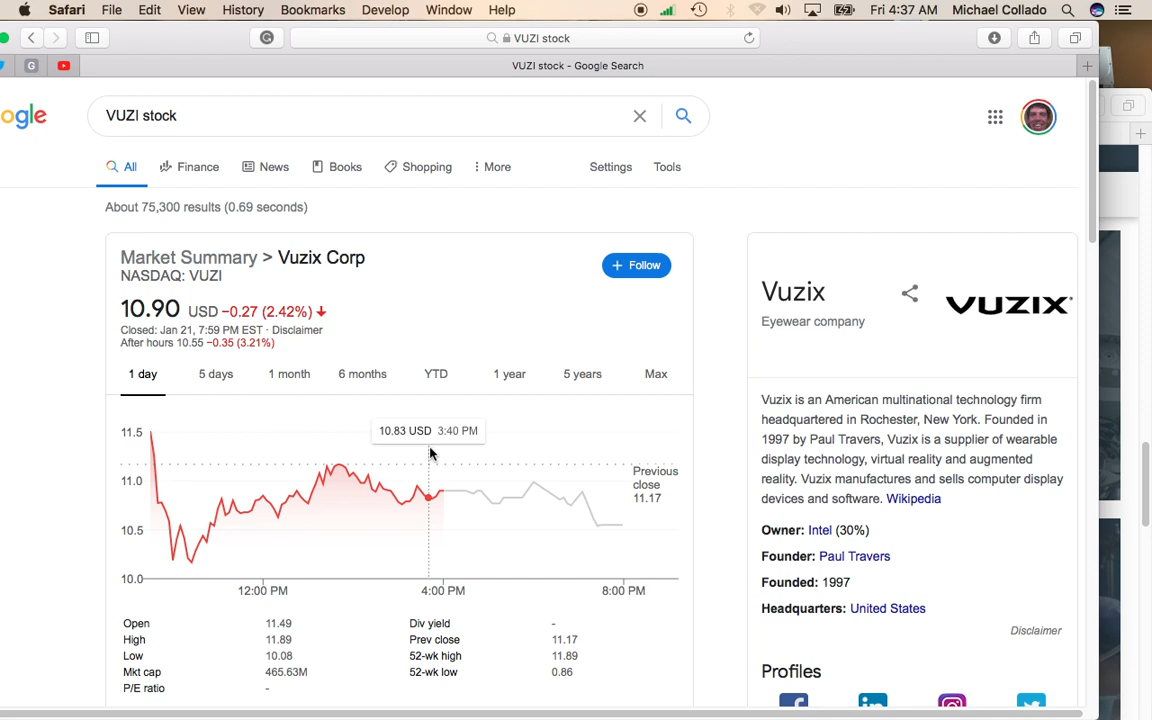 Safari File Edit View History Bookmarks Develop Window Help Fri 4:37 AM Michael Collado
VUZI stock
G VUZI stock - Google Search
ogle VUZI stock
All Finance News Books Shopping More Settings Tools
About 75,300 results (0.69 seconds)
Market Summary > Vuzix Corp
NASDAQ: VUZI
+ Follow
10.90 USD −0.27 (2.42%)
Closed: Jan 21, 7:59 PM EST · Disclaimer
After hours 10.55 −0.35 (3.21%)
1 day 5 days 1 month 6 months YTD 1 year 5 years Max
10.83 USD 3:40 PM
11.5
11.0
10.5
10.0
Previous
close
11.17
12:00 PM 4:00 PM 8:00 PM
Open 11.49 Div yield -
High 11.89 Prev close 11.17
Low 10.08 52-wk high 11.89
Mkt cap 465.63M 52-wk low 0.86
P/E ratio -
Vuzix
Eyewear company
VUZIX
Vuzix is an American multinational technology firm
headquartered in Rochester, New York. Founded in
1997 by Paul Travers, Vuzix is a supplier of wearable
display technology, virtual reality and augmented
reality. Vuzix manufactures and sells computer display
devices and software. Wikipedia
Owner: Intel (30%)
Founder: Paul Travers
Founded: 1997
Headquarters: United States
Disclaimer
Profiles